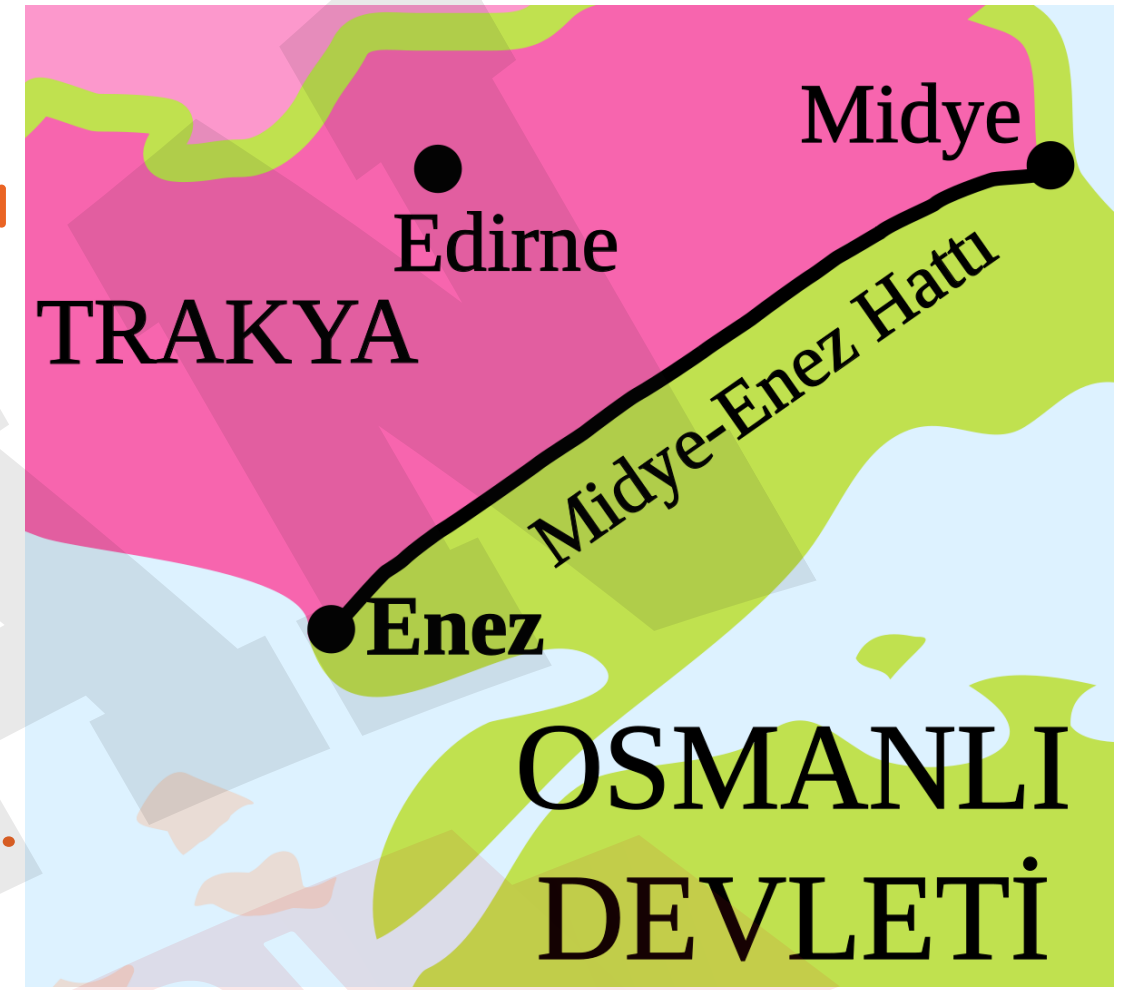 Midye
Edirne
TRAKYA
Midye-Enez Hattı
Enez
OSMANLI
DEVLETİ